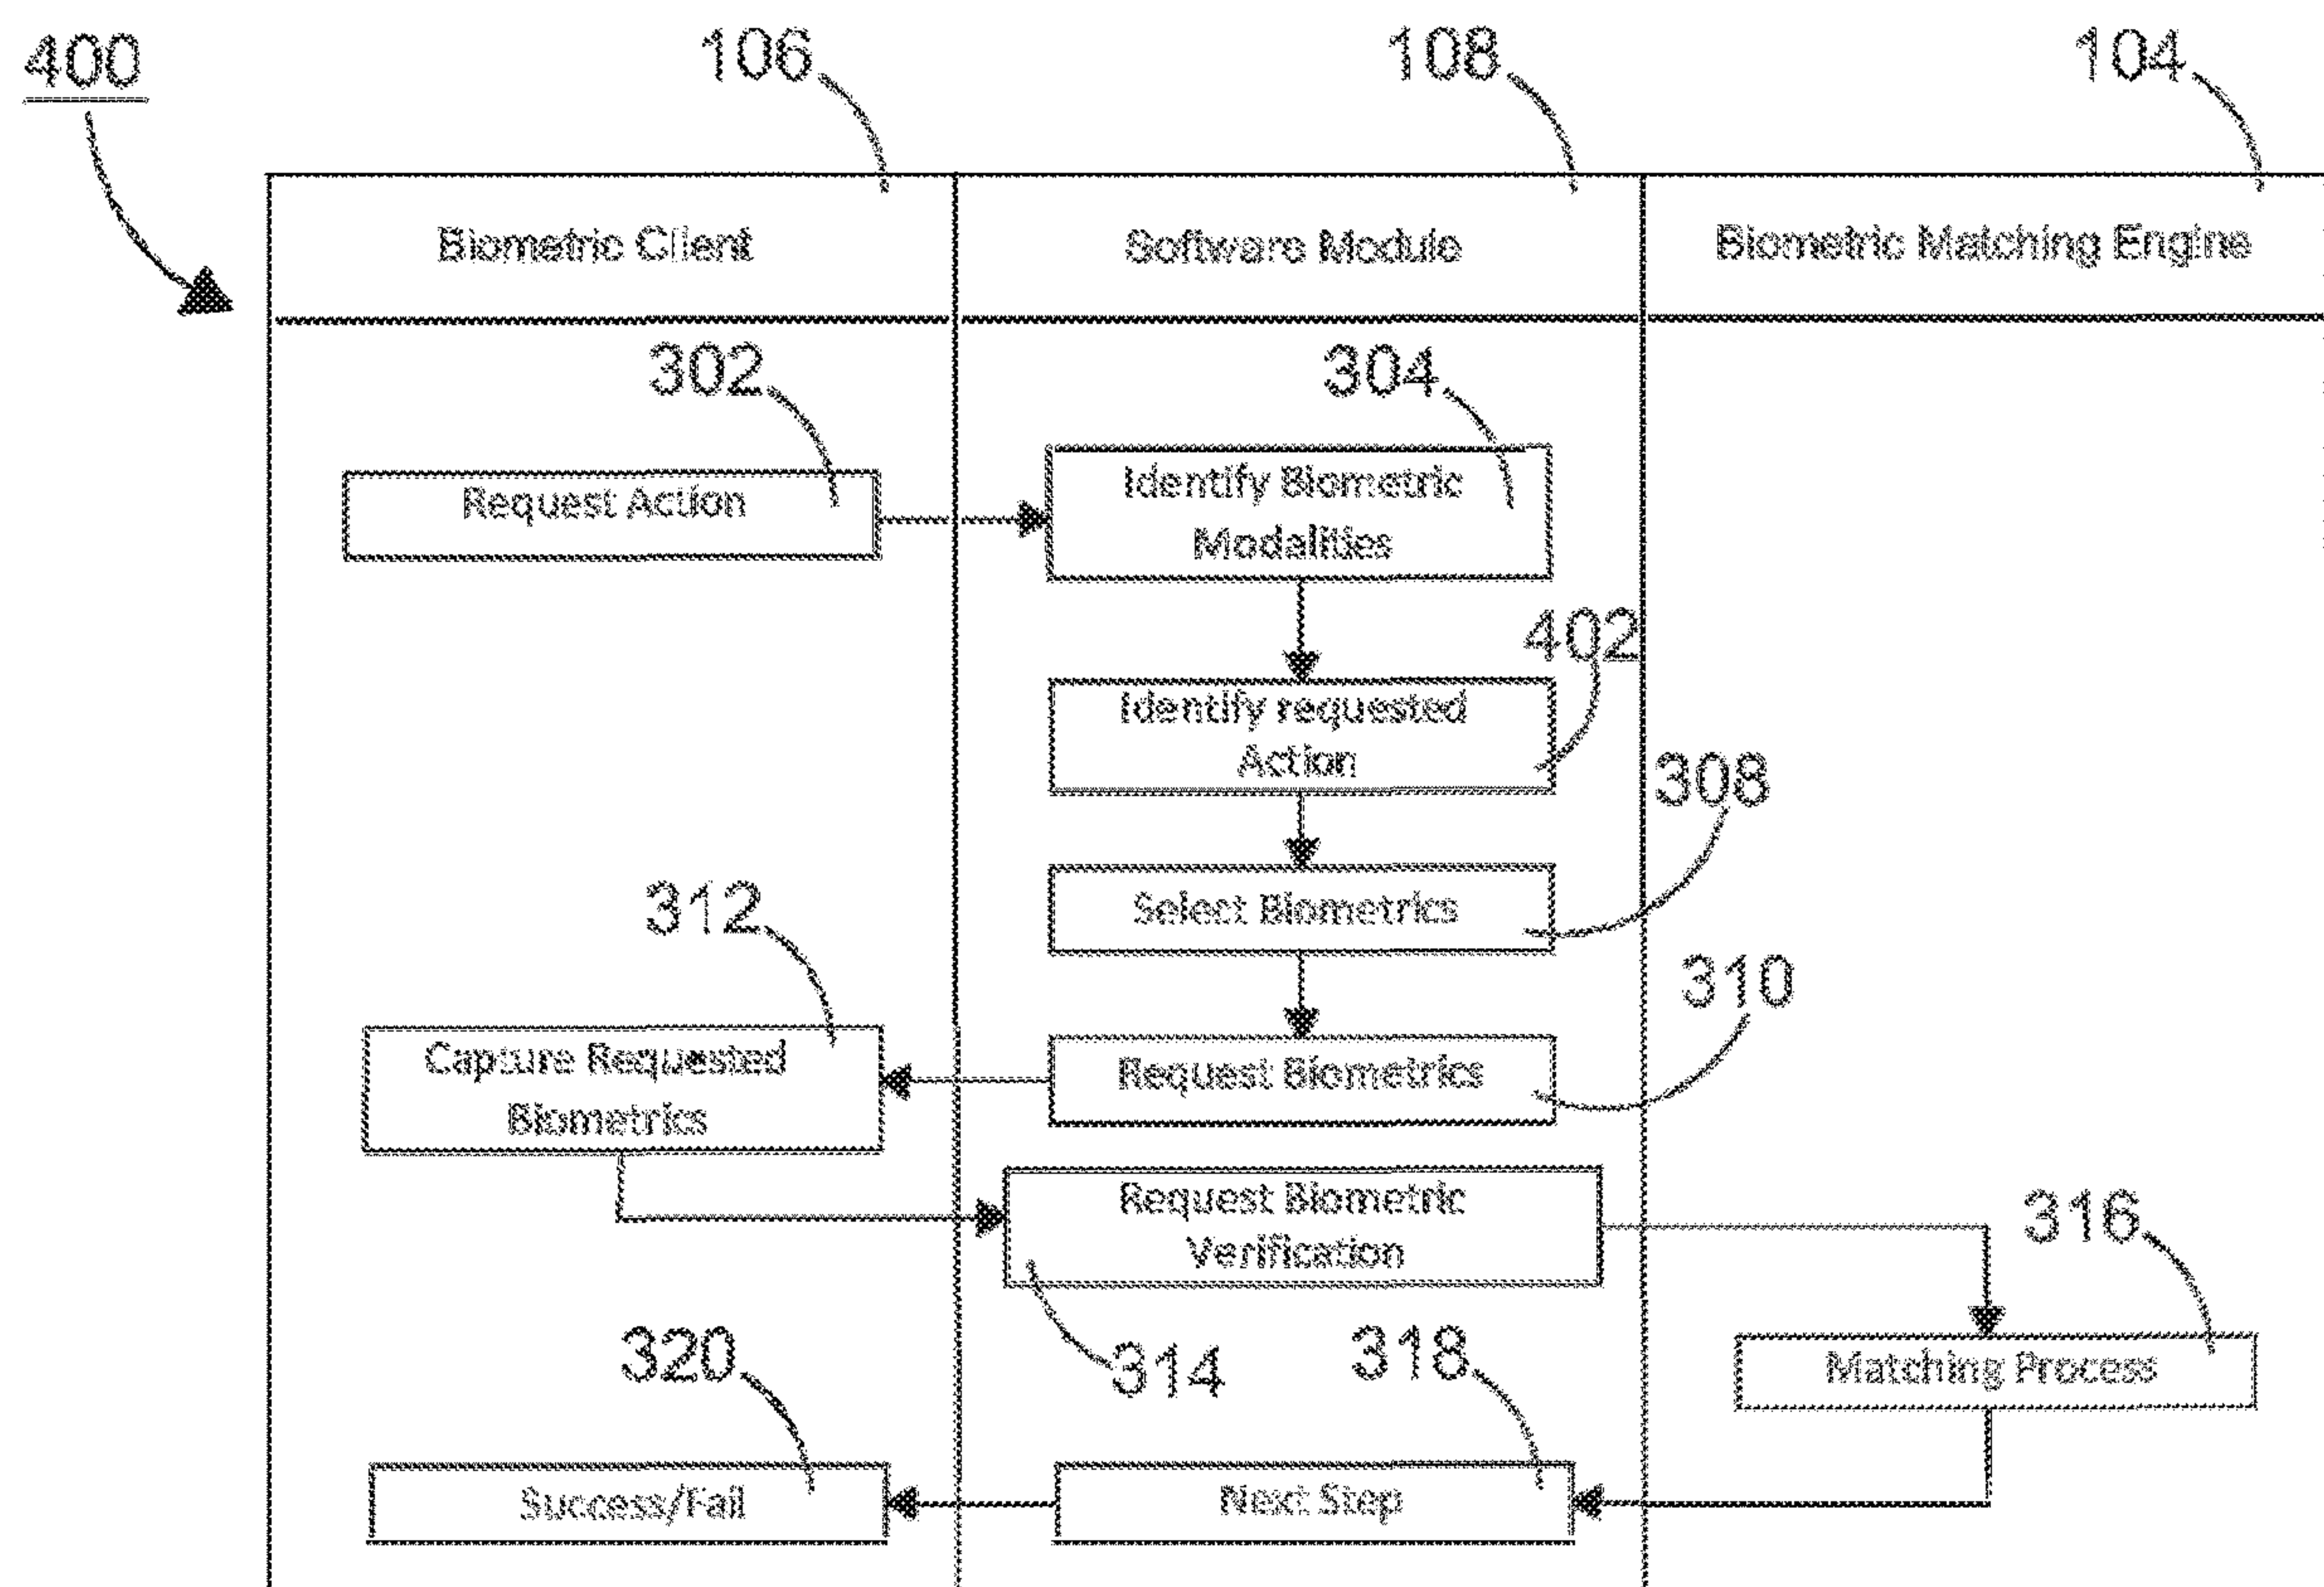 400
106
108
104
Biometric Client
Software Module
Biometric Matching Engine
302
304
Request Action
Identify Biometric
Modalities
402
Identify requested
Action
308
Select Biometrics
312
310
Capture Requested
Biometrics
Request Biometrics
Request Biometric
Verification
316
314
320
318
Matching Process
Success/Fail
Next Step